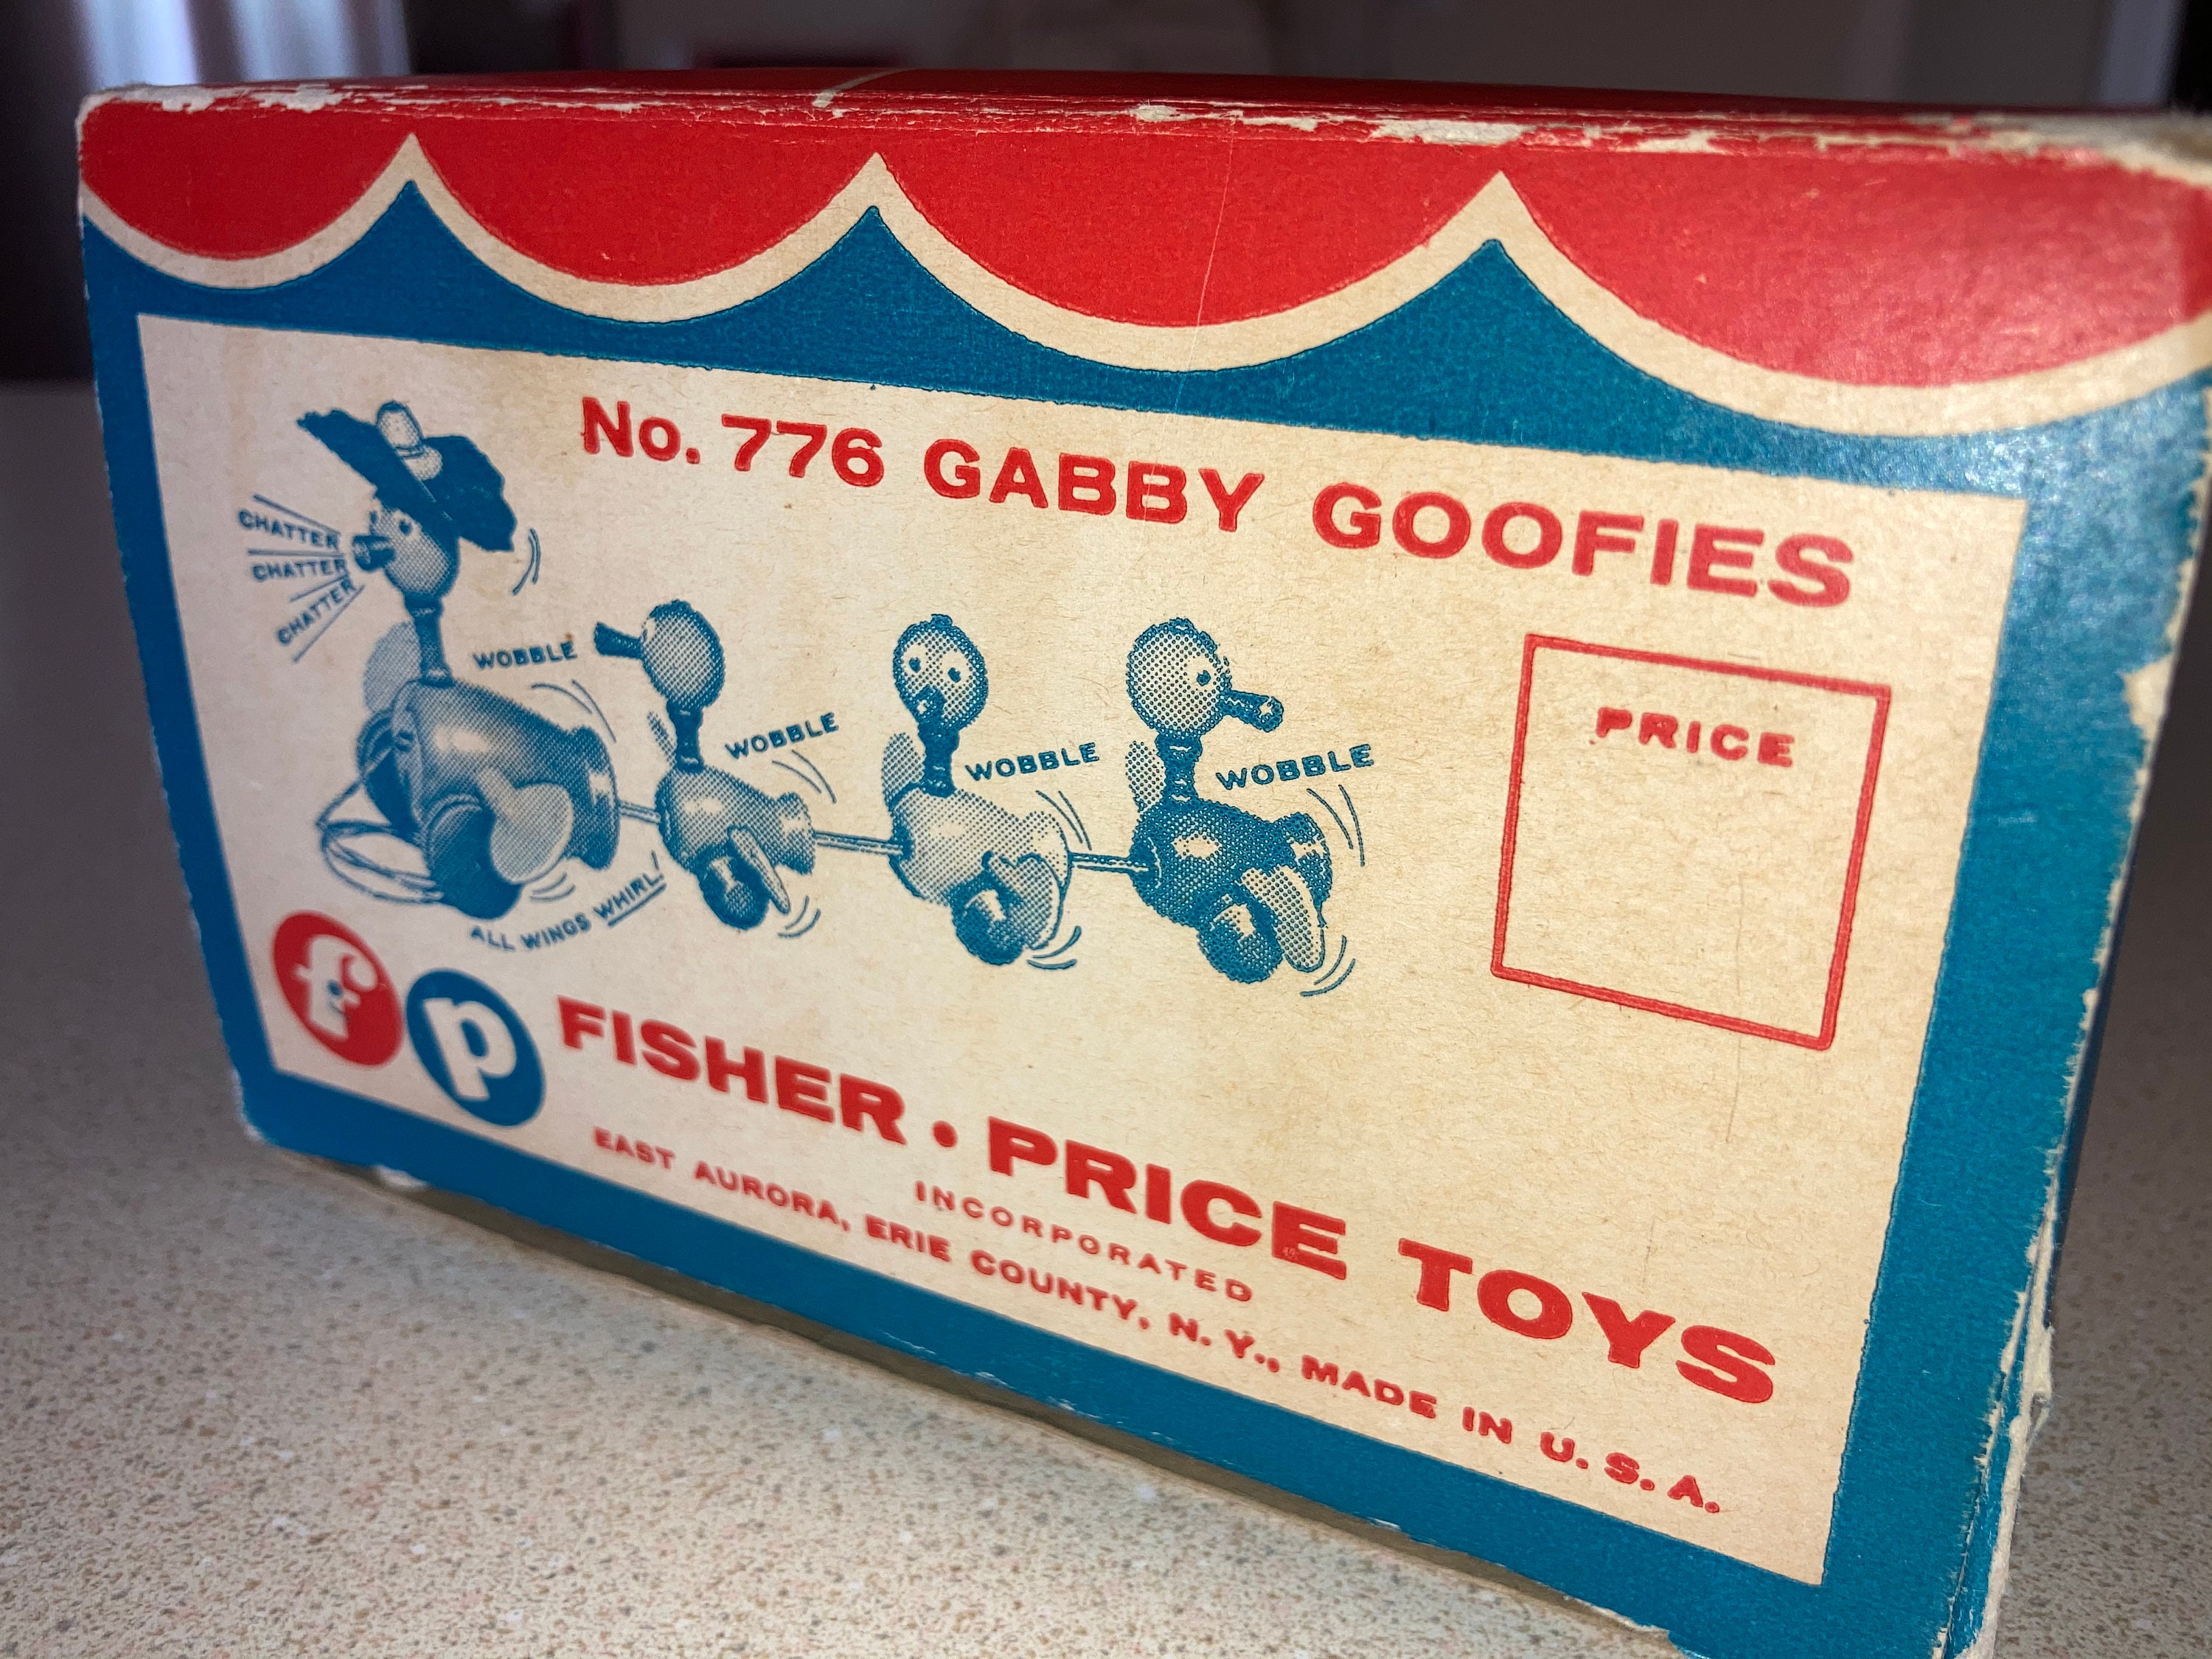 No. 776 GABBY GOOFIES
CHATTER
CHATTER
CHATTER
WOBBLE
WOBBLE
WOBBLE
WOBBLE
ALL WINGS WHIRL!
PRICE
fp
FISHER • PRICE TOYS
INCORPORATED
EAST AURORA, ERIE COUNTY, N. Y., MADE IN U. S. A.